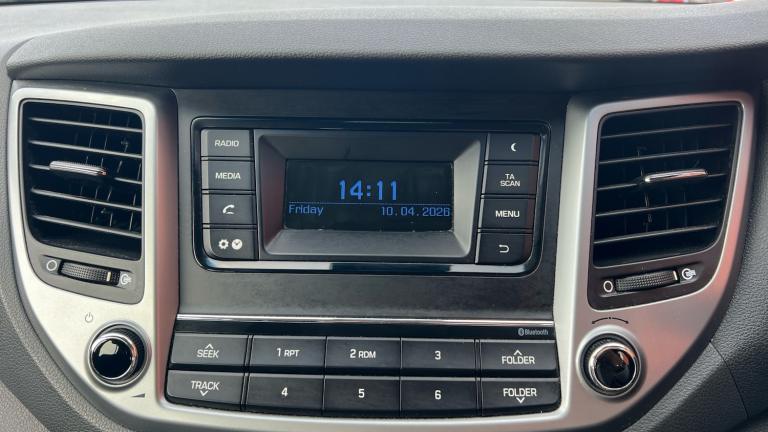 RADIO
MEDIA
14:11
Friday 10.04.2026
TA
SCAN
MENU
Bluetooth
SEEK
1 RPT
2 RDM
3
FOLDER
TRACK
4
5
6
FOLDER